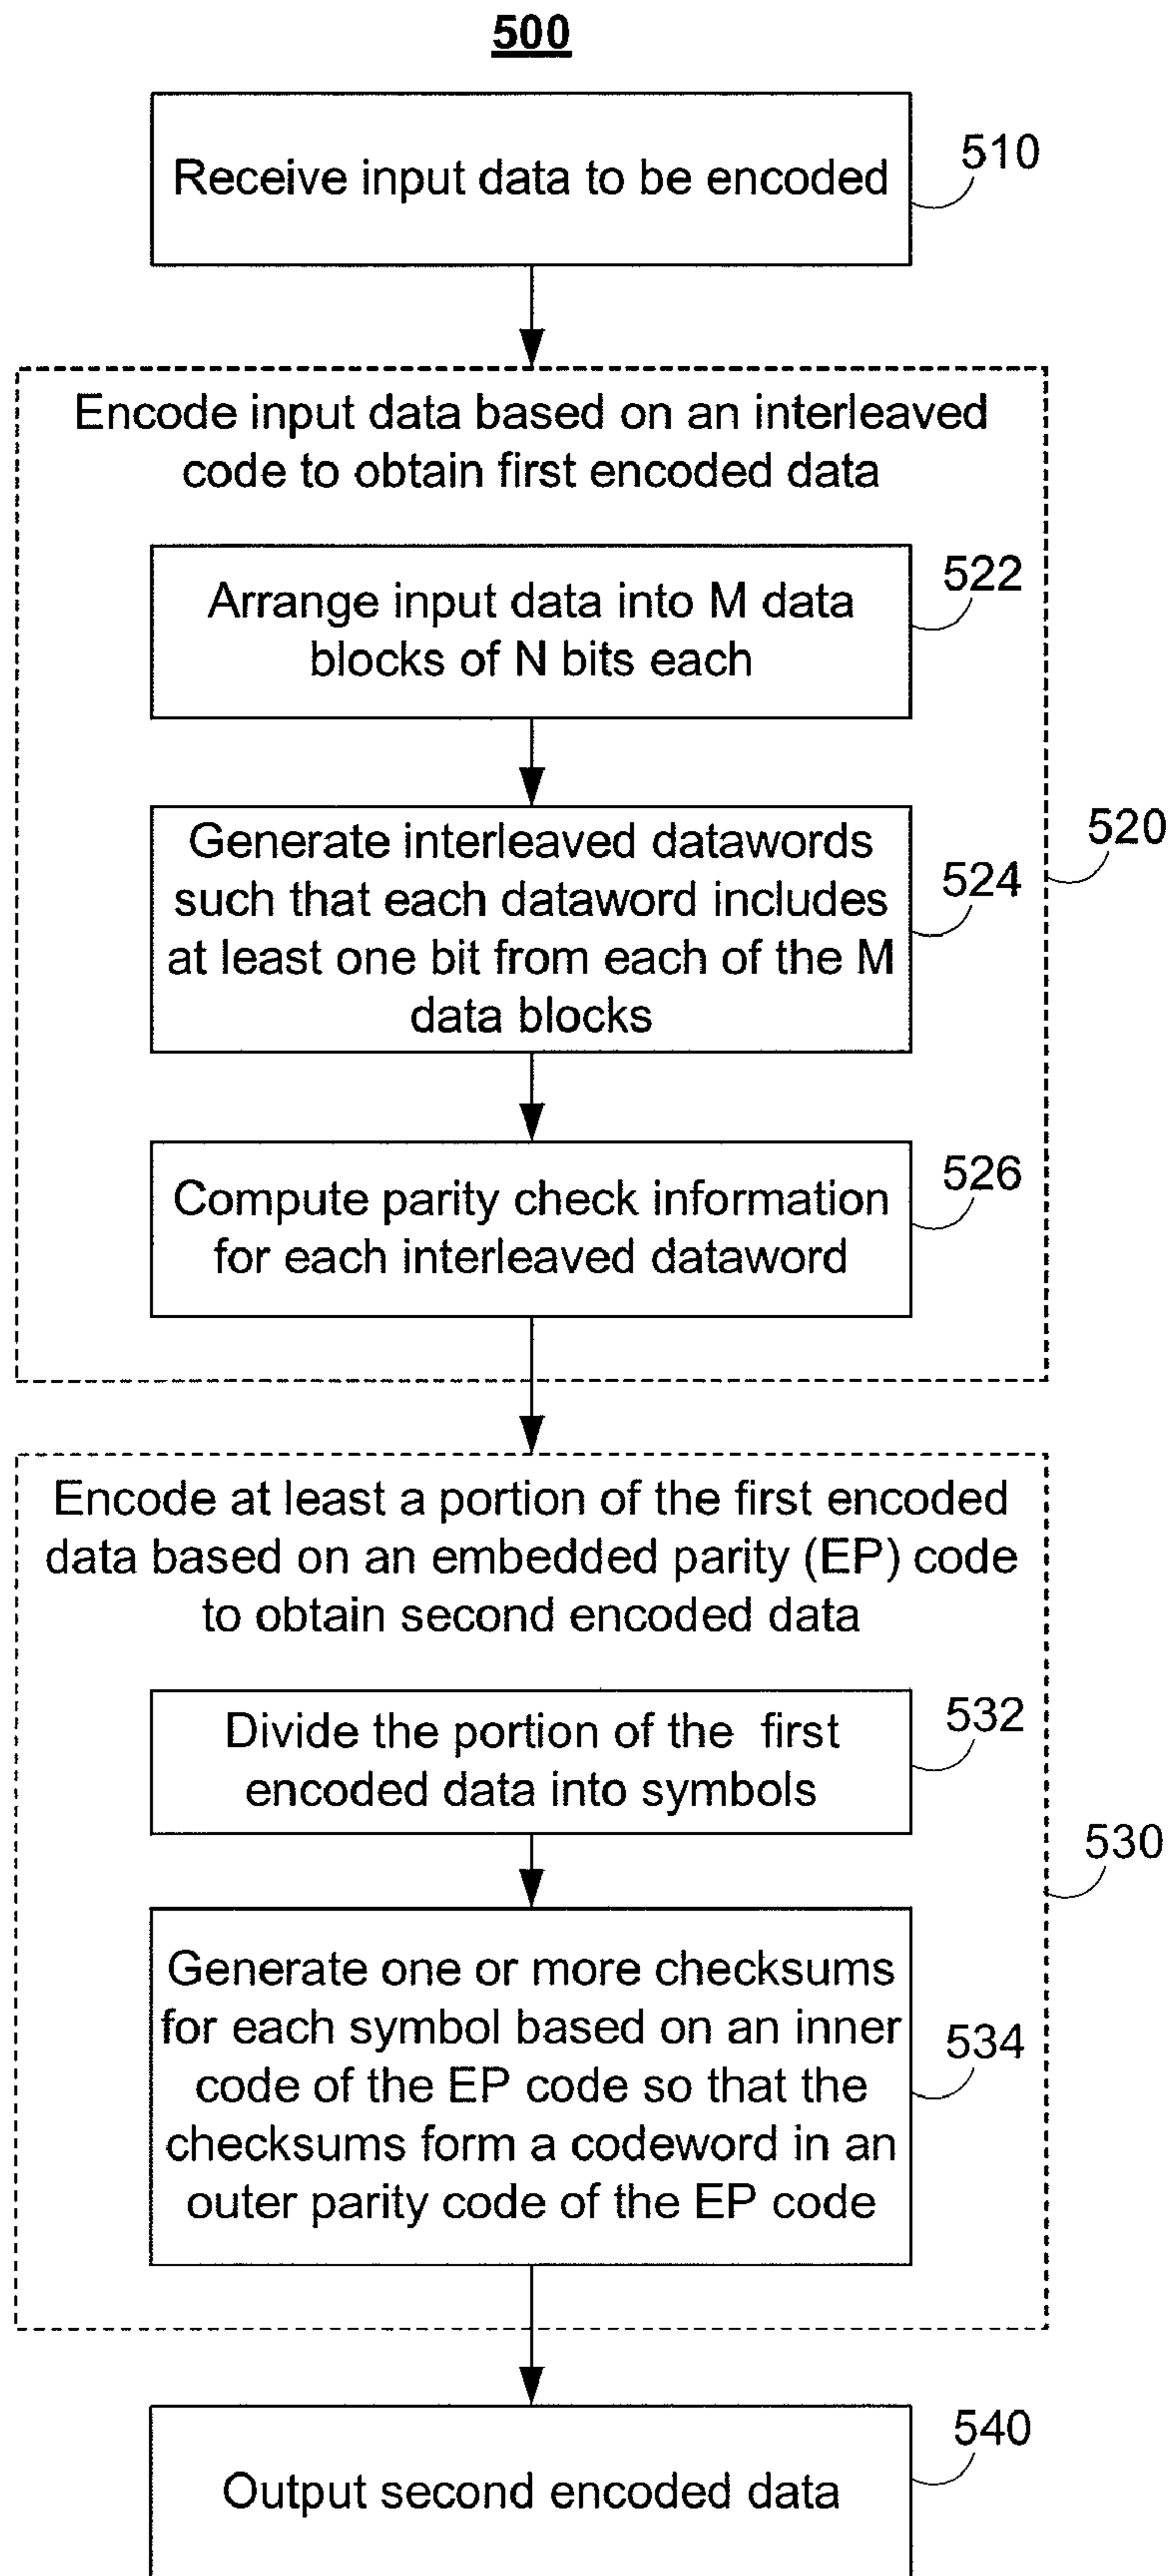 500
Receive input data to be encoded
510
Encode input data based on an interleaved
code to obtain first encoded data
Arrange input data into M data
blocks of N bits each
522
Generate interleaved datawords
such that each dataword includes
at least one bit from each of the M
data blocks
524
520
Compute parity check information
for each interleaved dataword
526
Encode at least a portion of the first encoded
data based on an embedded parity (EP) code
to obtain second encoded data
Divide the portion of the first
encoded data into symbols
532
530
Generate one or more checksums
for each symbol based on an inner
code of the EP code so that the
checksums form a codeword in an
outer parity code of the EP code
534
Output second encoded data
540